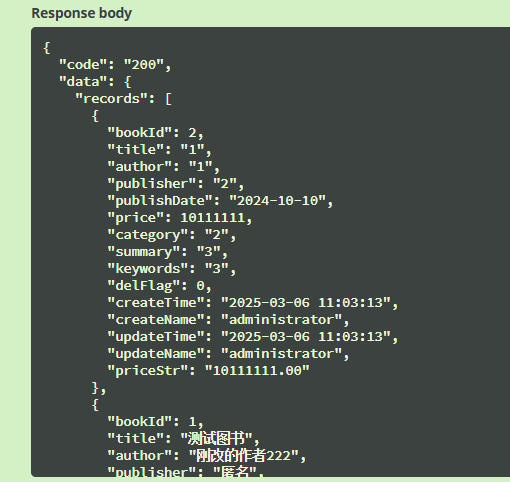 Response body
{
"code": "200",
"data": {
"records": [
{
"bookId": 2,
"title": "1",
"author": "1",
"publisher": "2",
"publishDate": "2024-10-10",
"price": 10111111,
"category": "2",
"summary": "3",
"keywords": "3",
"delFlag": 0,
"createTime": "2025-03-06 11:03:13",
"createName": "administrator",
"updateTime": "2025-03-06 11:03:13",
"updateName": "administrator",
"priceStr": "10111111.00"
},
{
"bookId": 1,
"title": "测试图书",
"author": "刚改的作者222",
"publisher": "匿名",